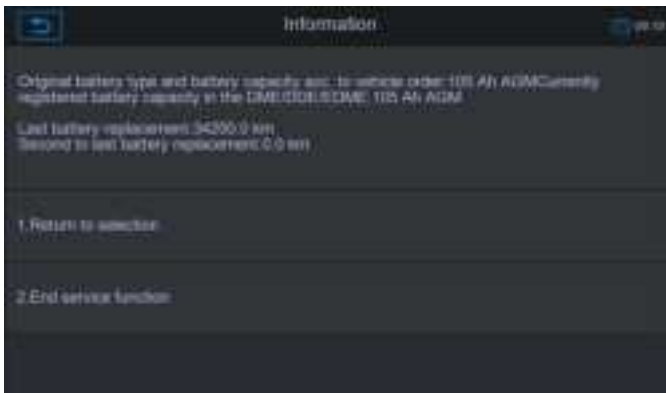 Information
Original battery type and battery capacity acc. to vehicle order:105 Ah AGMCurrently
registered battery capacity in the DME/DDE/EDME: 105 Ah AGM
Last battery replacement:34200.0 km
Second to last battery replacement:0.0 km
1.Return to selection
2.End service function